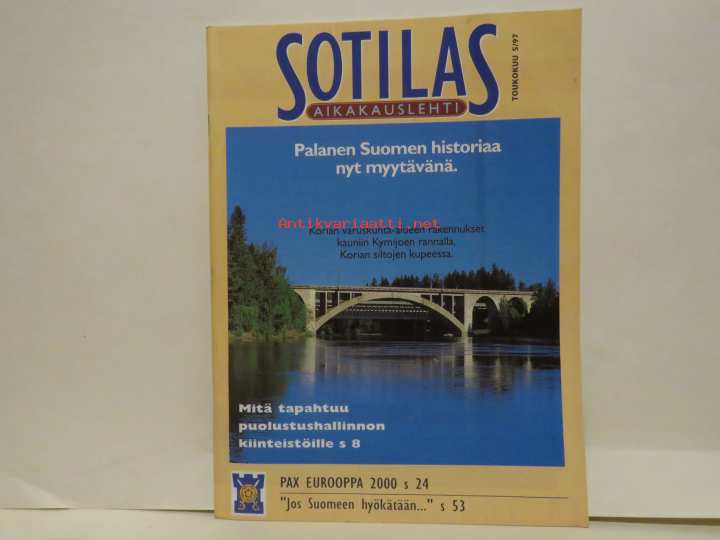 SOTILAS
AIKAKAUSLEHTI
TOUKOKUU 5/97
Palanen Suomen historiaa
nyt myytävänä.
Antikvariaatti.net
Korian varuskunta-alueen rakennukset
kauniin Kymijoen rannalla,
Korian siltojen kupeessa.
Mitä tapahtuu
puolustushallinnon
kiinteistöille s 8
PAX EUROOPPA 2000 s 24
"Jos Suomeen hyökätään..." s 53